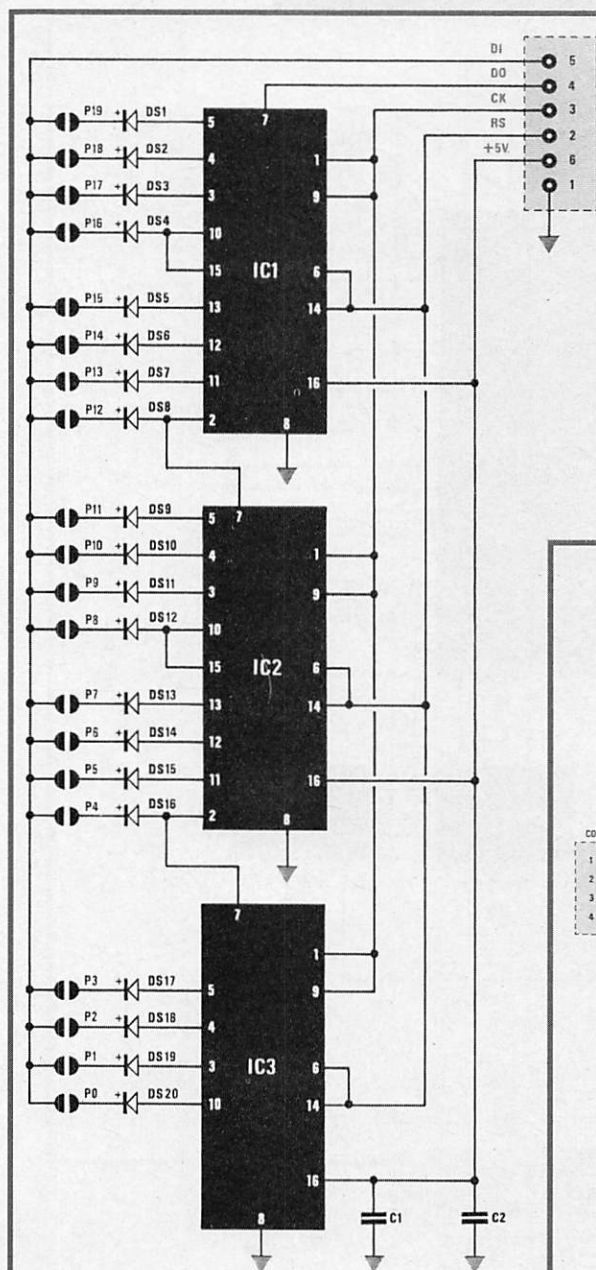 DI 5
DO 4
CK 3
RS 2
+5V. 6
1
7
P19 + DS1 5
P18 + DS2 4 1
P17 + DS3 3 9
P16 + DS4 10
15 IC1 6
P15 + DS5 13 14
P14 + DS6 12
P13 + DS7 11 16
P12 + DS8 2 8
7
P11 + DS9 5
P10 + DS10 4 1
P9 + DS11 3 9
P8 + DS12 10
15 IC2 6
P7 + DS13 13 14
P6 + DS14 12
P5 + DS15 11 16
P4 + DS16 2 8
7
1
P3 + DS17 5 9
P2 + DS18 4
P1 + DS19 3 IC3 6
P0 + DS20 10 14
16
8 C1 C2
1
2
3
4